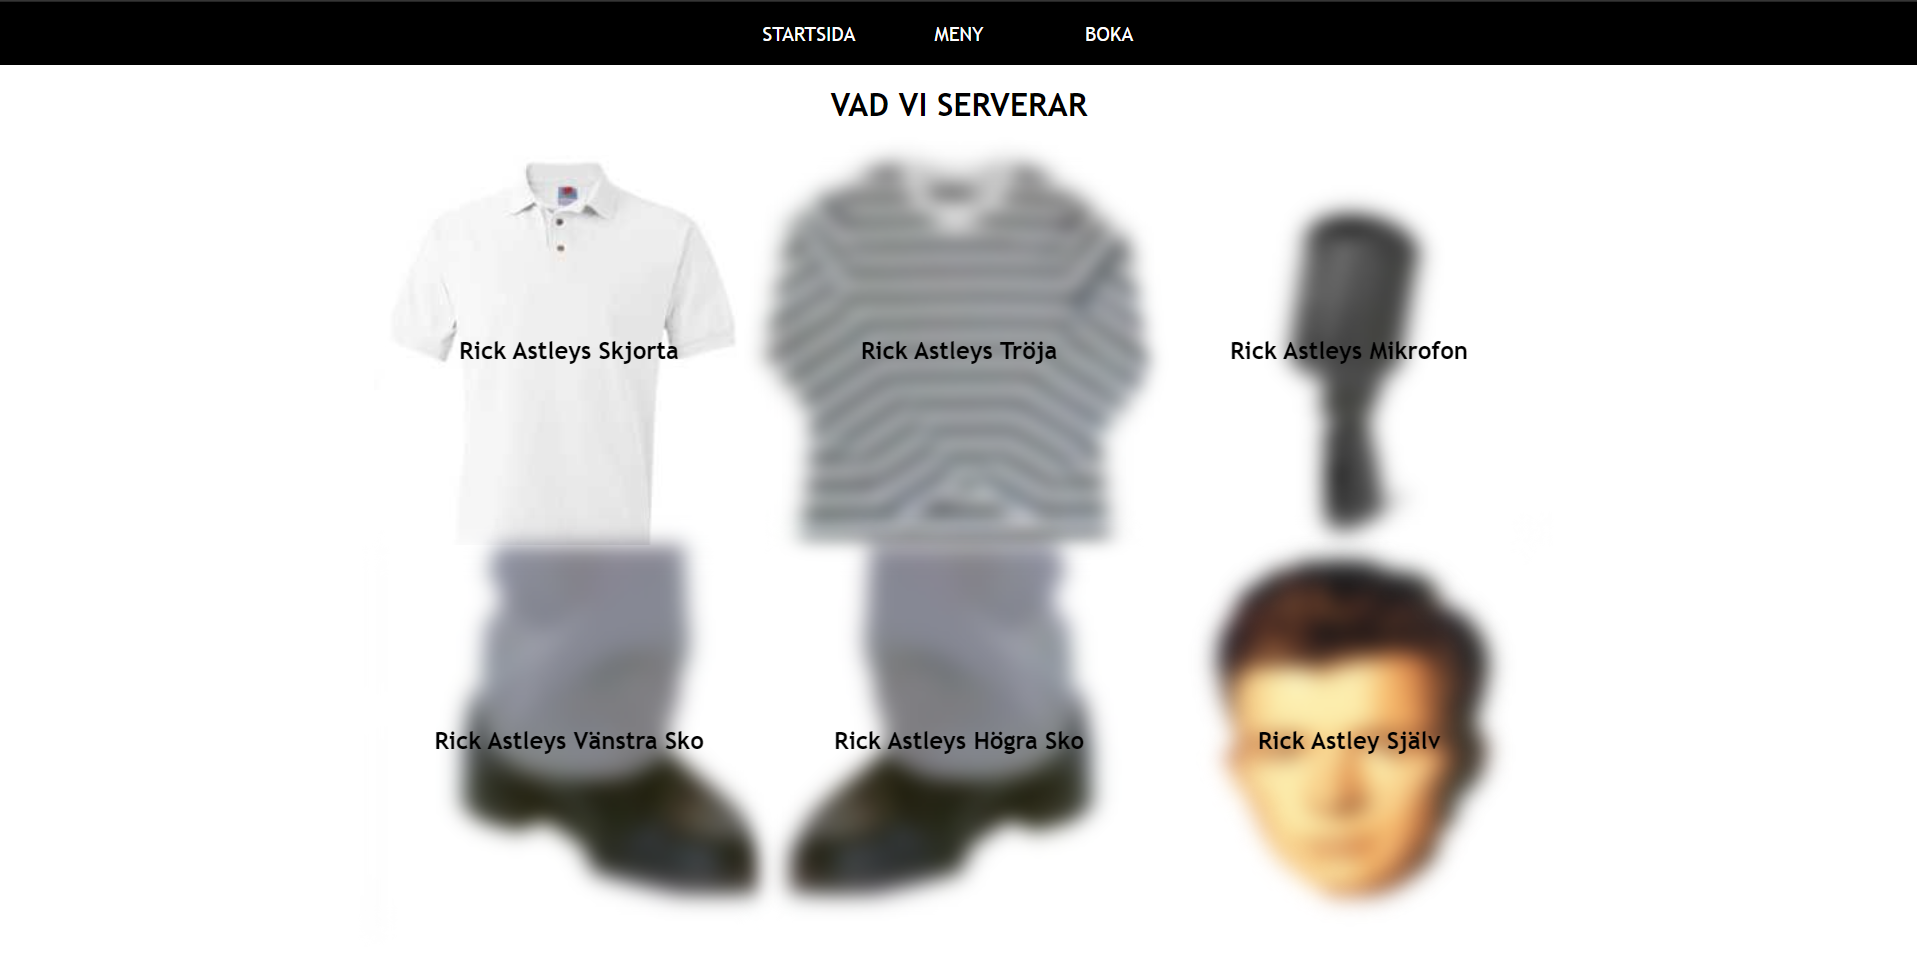 STARTSIDA MENY BOKA
VAD VI SERVERAR
Rick Astleys Skjorta
Rick Astleys Tröja
Rick Astleys Mikrofon
Rick Astleys Vänstra Sko
Rick Astleys Högra Sko
Rick Astley Själv